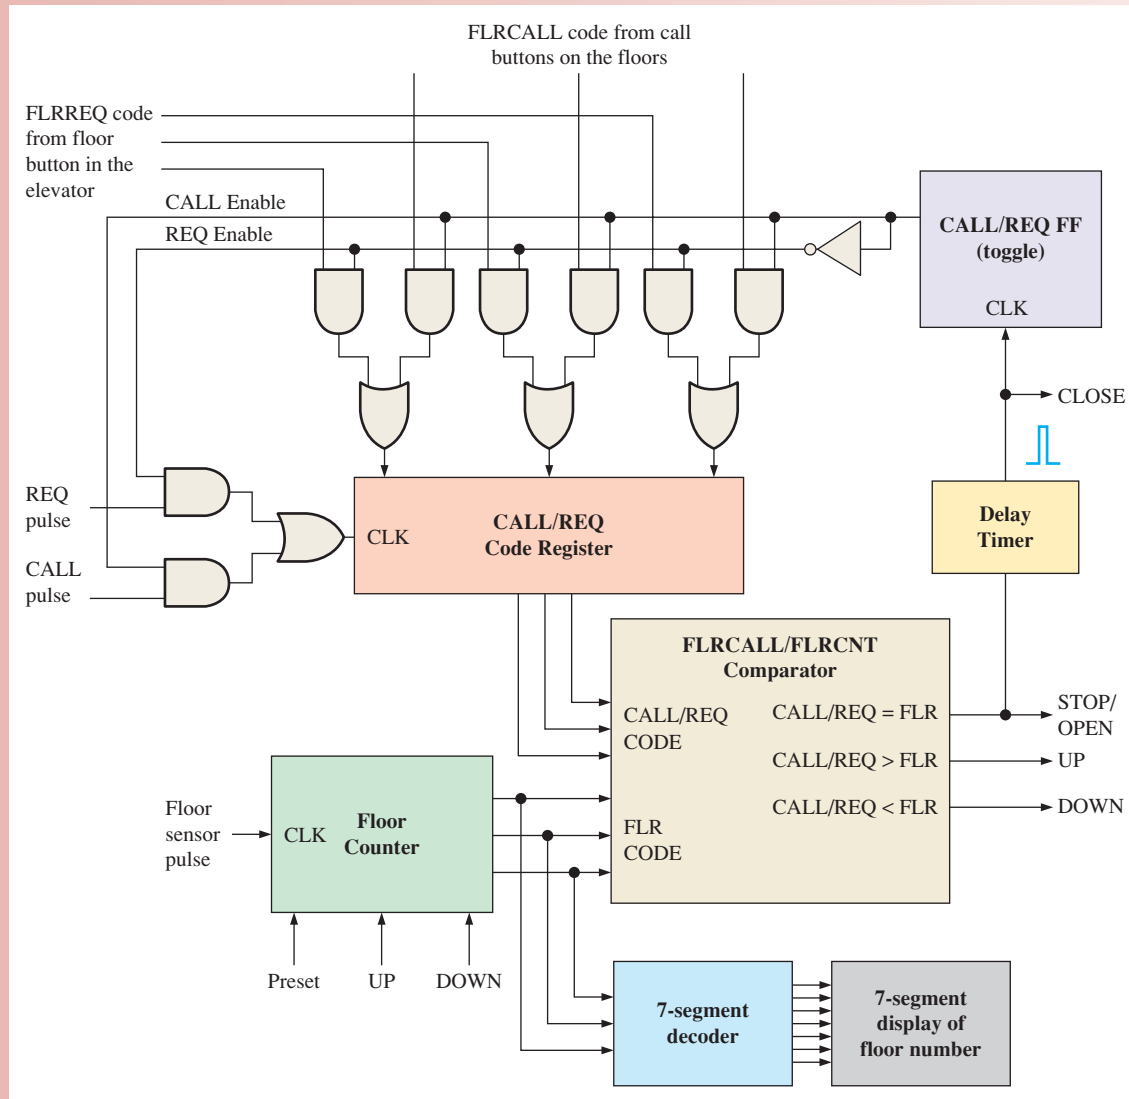 FLRCALL code from call
buttons on the floors
FLRREQ code
from floor
button in the
elevator
CALL Enable
REQ Enable
CALL/REQ FF
(toggle)
CLK
CLOSE
REQ
pulse
CALL
pulse
CLK
CALL/REQ
Code Register
Delay
Timer
FLRCALL/FLRCNT
Comparator
CALL/REQ
CODE
CALL/REQ = FLR
CALL/REQ > FLR
CALL/REQ < FLR
STOP/
OPEN
UP
DOWN
FLR
CODE
Floor
sensor
pulse
CLK
Floor
Counter
Preset
UP
DOWN
7-segment
decoder
7-segment
display of
floor number